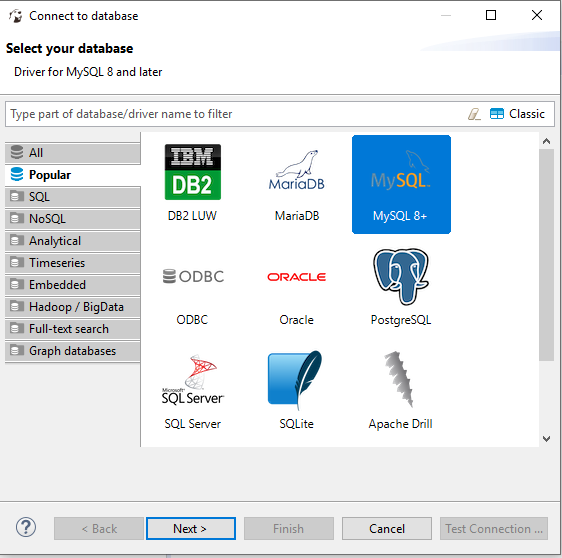 Connect to database
Select your database
Driver for MySQL 8 and later
Type part of database/driver name to filter
Classic
All
Popular
SQL
NoSQL
Analytical
Timeseries
Embedded
Hadoop / BigData
Full-text search
Graph databases
IBM
DB2
DB2 LUW
MariaDB
MariaDB
MySQL
MySQL 8+
ODBC
ODBC
ORACLE
Oracle
PostgreSQL
Microsoft
SQL Server
SQL Server
SQLite
Apache Drill
?
< Back
Next >
Finish
Cancel
Test Connection ...